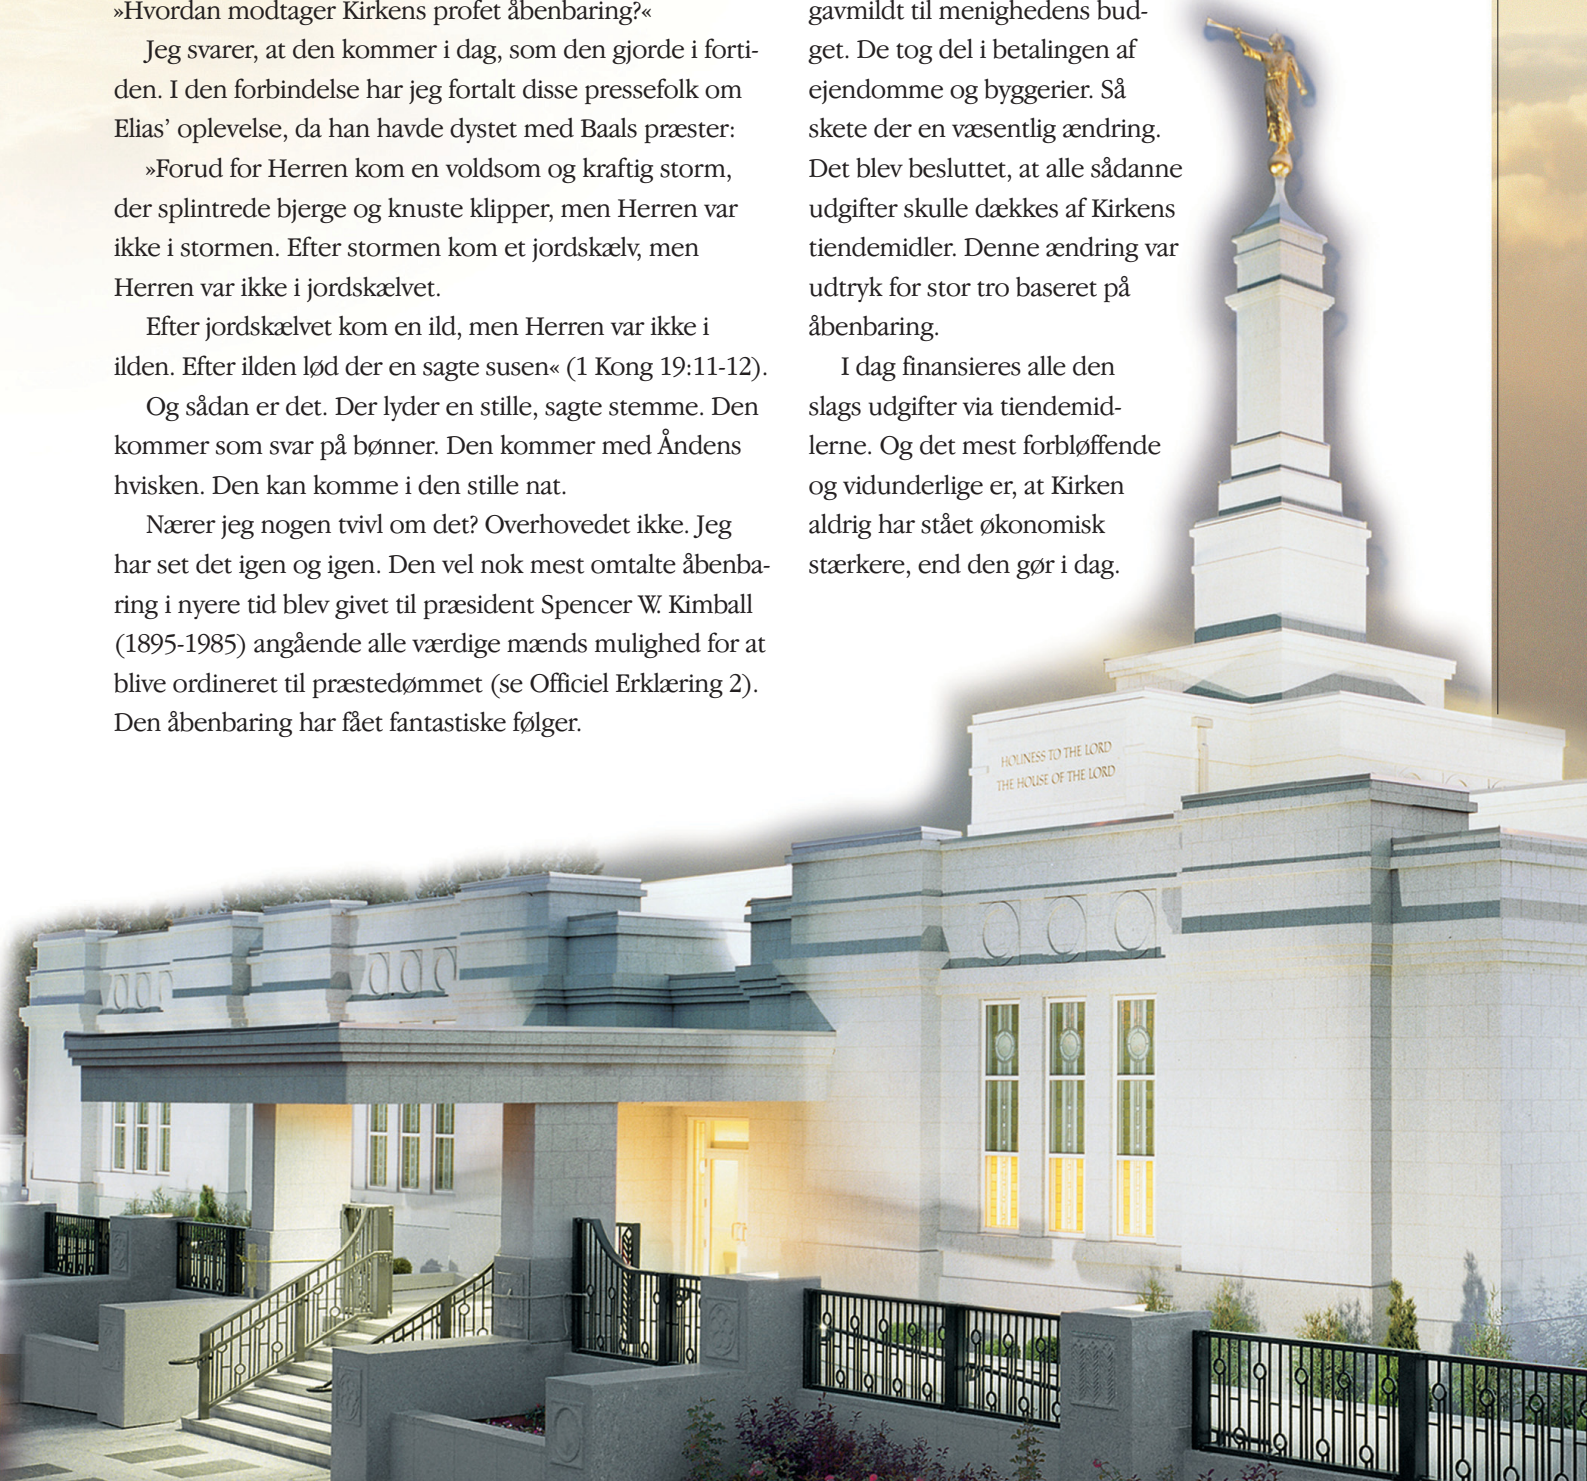 »Hvordan modtager Kirkens profet åbenbaring?«
Jeg svarer, at den kommer i dag, som den gjorde i forti-
den. I den forbindelse har jeg fortalt disse pressefolk om
Elias’ oplevelse, da han havde dystet med Baals præster:
»Forud for Herren kom en voldsom og kraftig storm,
der splintrede bjerge og knuste klipper, men Herren var
ikke i stormen. Efter stormen kom et jordskælv, men
Herren var ikke i jordskælvet.
Efter jordskælvet kom en ild, men Herren var ikke i
ilden. Efter ilden lød der en sagte susen« (1 Kong 19:11-12).
Og sådan er det. Der lyder en stille, sagte stemme. Den
kommer som svar på bønner. Den kommer med Åndens
hvisken. Den kan komme i den stille nat.
Nærer jeg nogen tvivl om det? Overhovedet ikke. Jeg
har set det igen og igen. Den vel nok mest omtalte åbenba-
ring i nyere tid blev givet til præsident Spencer W. Kimball
(1895-1985) angående alle værdige mænds mulighed for at
blive ordineret til præstedømmet (se Officiel Erklæring 2).
Den åbenbaring har fået fantastiske følger.
gavmildt til menighedens bud-
get. De tog del i betalingen af
ejendomme og byggerier. Så
skete der en væsentlig ændring.
Det blev besluttet, at alle sådanne
udgifter skulle dækkes af Kirkens
tiendemidler. Denne ændring var
udtryk for stor tro baseret på
åbenbaring.
I dag finansieres alle den
slags udgifter via tiendemid-
lerne. Og det mest forbløffende
og vidunderlige er, at Kirken
aldrig har stået økonomisk
stærkere, end den gør i dag.
HOLINESS TO THE LORD
THE HOUSE OF THE LORD